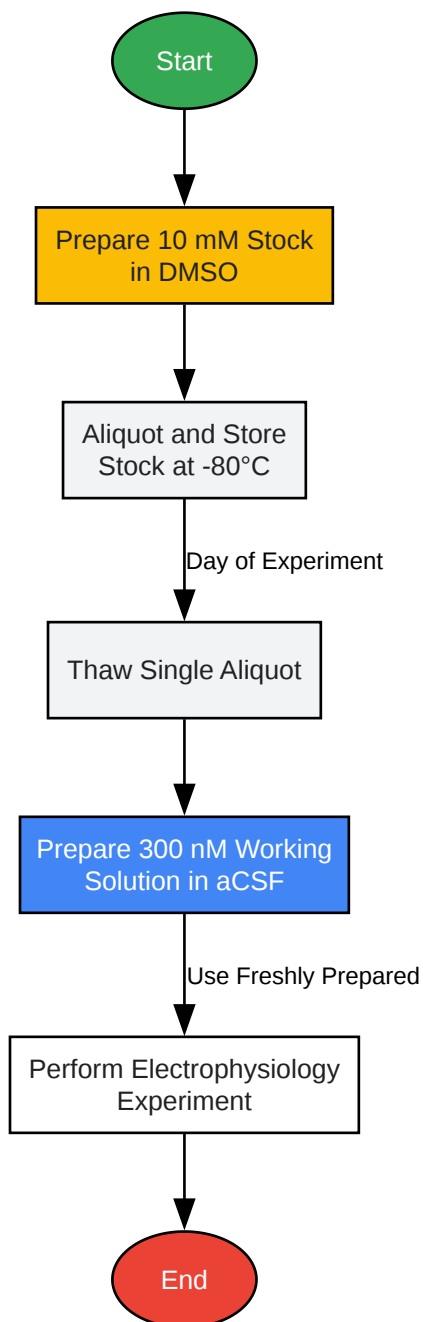 Start
Prepare 10 mM Stock
in DMSO
Aliquot and Store
Stock at -80°C
Day of Experiment
Thaw Single Aliquot
Prepare 300 nM Working
Solution in aCSF
Use Freshly Prepared
Perform Electrophysiology
Experiment
End